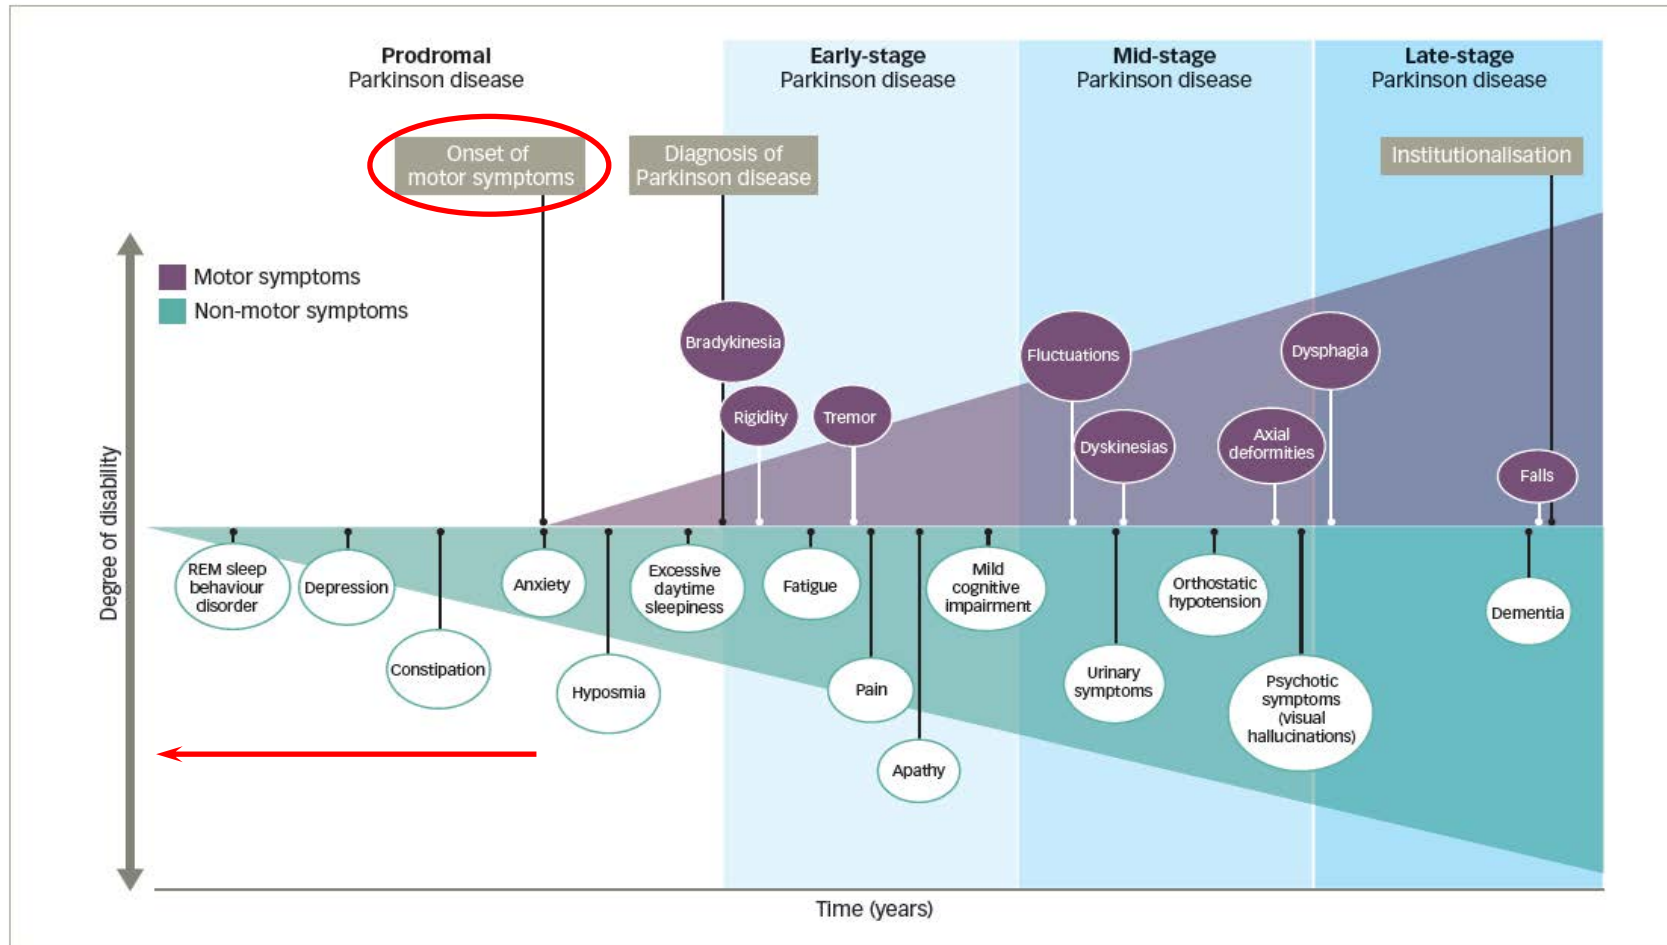 Prodromal
Parkinson disease
Early-stage
Parkinson disease
Mid-stage
Parkinson disease
Late-stage
Parkinson disease
Onset of
motor symptoms
Diagnosis of
Parkinson disease
Institutionalisation
Motor symptoms
Non-motor symptoms
Bradykinesia
Rigidity
Tremor
Fluctuations
Dyskinesias
Axial
deformities
Dysphagia
Falls
Degree of disability
REM sleep
behaviour
disorder
Depression
Constipation
Anxiety
Hyposmia
Excessive
daytime
sleepiness
Fatigue
Pain
Apathy
Mild
cognitive
impairment
Urinary
symptoms
Orthostatic
hypotension
Psychotic
symptoms
(visual
hallucinations)
Dementia
Time (years)